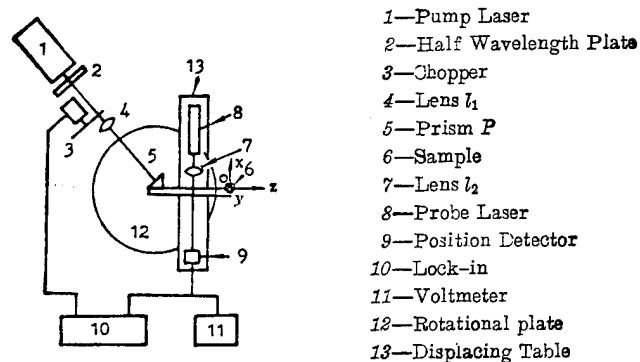 1
2
3
4
5
6
7
8
9
10
11
12
13
x
o
y
z
1—Pump Laser
2—Half Wavelength Plate
3—Chopper
4—Lens l₁
5—Prism P
6—Sample
7—Lens l₂
8—Probe Laser
9—Position Detector
10—Lock-in
11—Voltmeter
12—Rotational plate
13—Displacing Table